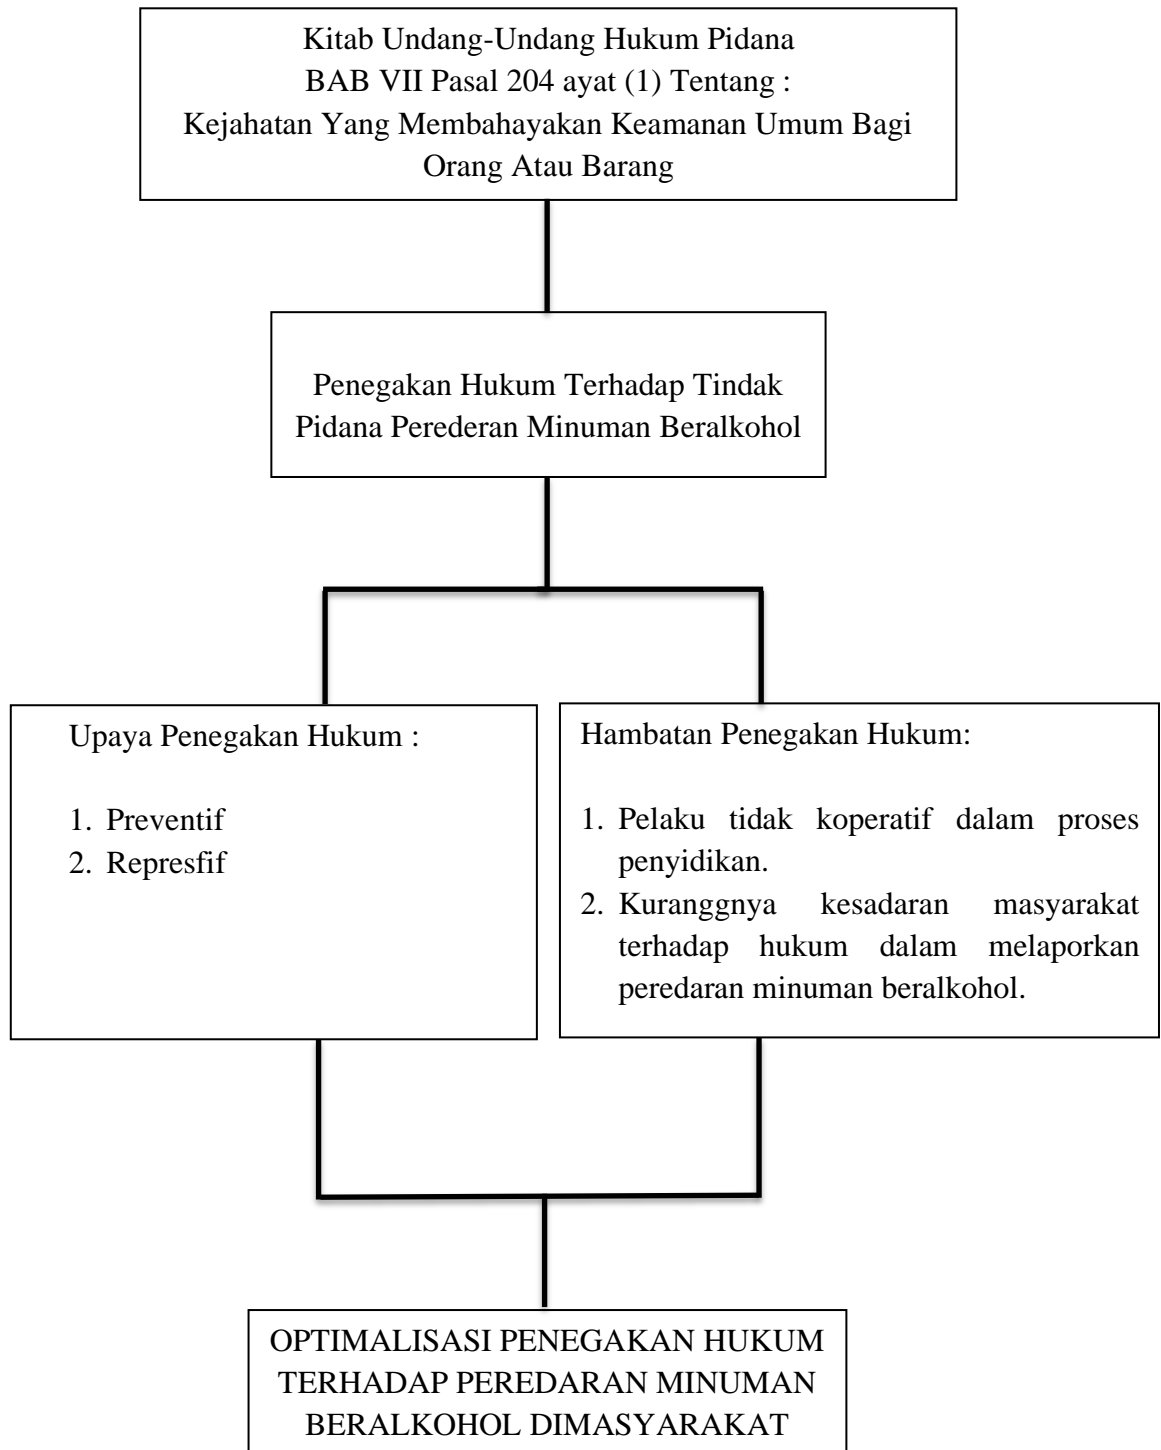 Kitab Undang-Undang Hukum Pidana
BAB VII Pasal 204 ayat (1) Tentang :
Kejahatan Yang Membahayakan Keamanan Umum Bagi
Orang Atau Barang
Penegakan Hukum Terhadap Tindak
Pidana Perederan Minuman Beralkohol
Upaya Penegakan Hukum :
1. Preventif
2. Represfif
Hambatan Penegakan Hukum:
1. Pelaku tidak koperatif dalam proses
penyidikan.
2. Kuranggnya kesadaran masyarakat
terhadap hukum dalam melaporkan
peredaran minuman beralkohol.
OPTIMALISASI PENEGAKAN HUKUM
TERHADAP PEREDARAN MINUMAN
BERALKOHOL DIMASYARAKAT